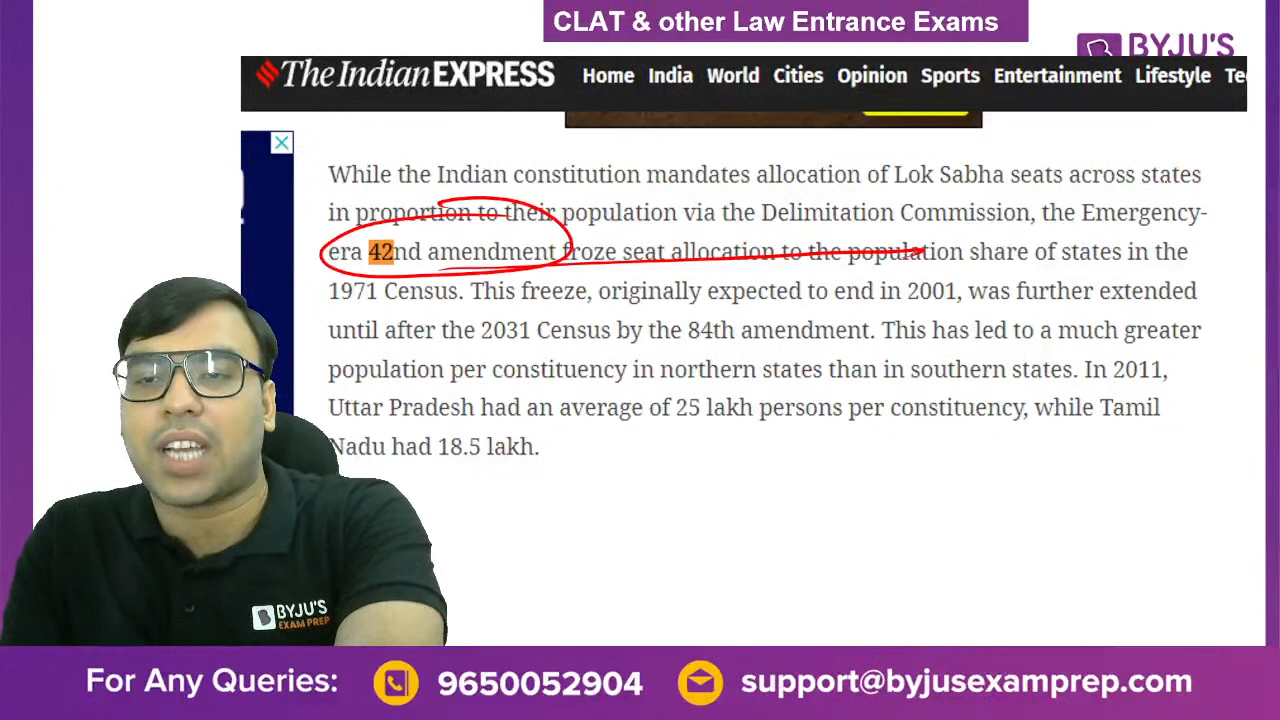 CLAT & other Law Entrance Exams
BYJU'S
The Indian EXPRESS Home India World Cities Opinion Sports Entertainment Lifestyle Te
While the Indian constitution mandates allocation of Lok Sabha seats across states
in proportion to their population via the Delimitation Commission, the Emergency-
era 42nd amendment froze seat allocation to the population share of states in the
1971 Census. This freeze, originally expected to end in 2001, was further extended
until after the 2031 Census by the 84th amendment. This has led to a much greater
population per constituency in northern states than in southern states. In 2011,
Uttar Pradesh had an average of 25 lakh persons per constituency, while Tamil
Nadu had 18.5 lakh.
BYJU'S
EXAM PREP
For Any Queries: 9650052904 support@byjusexamprep.com